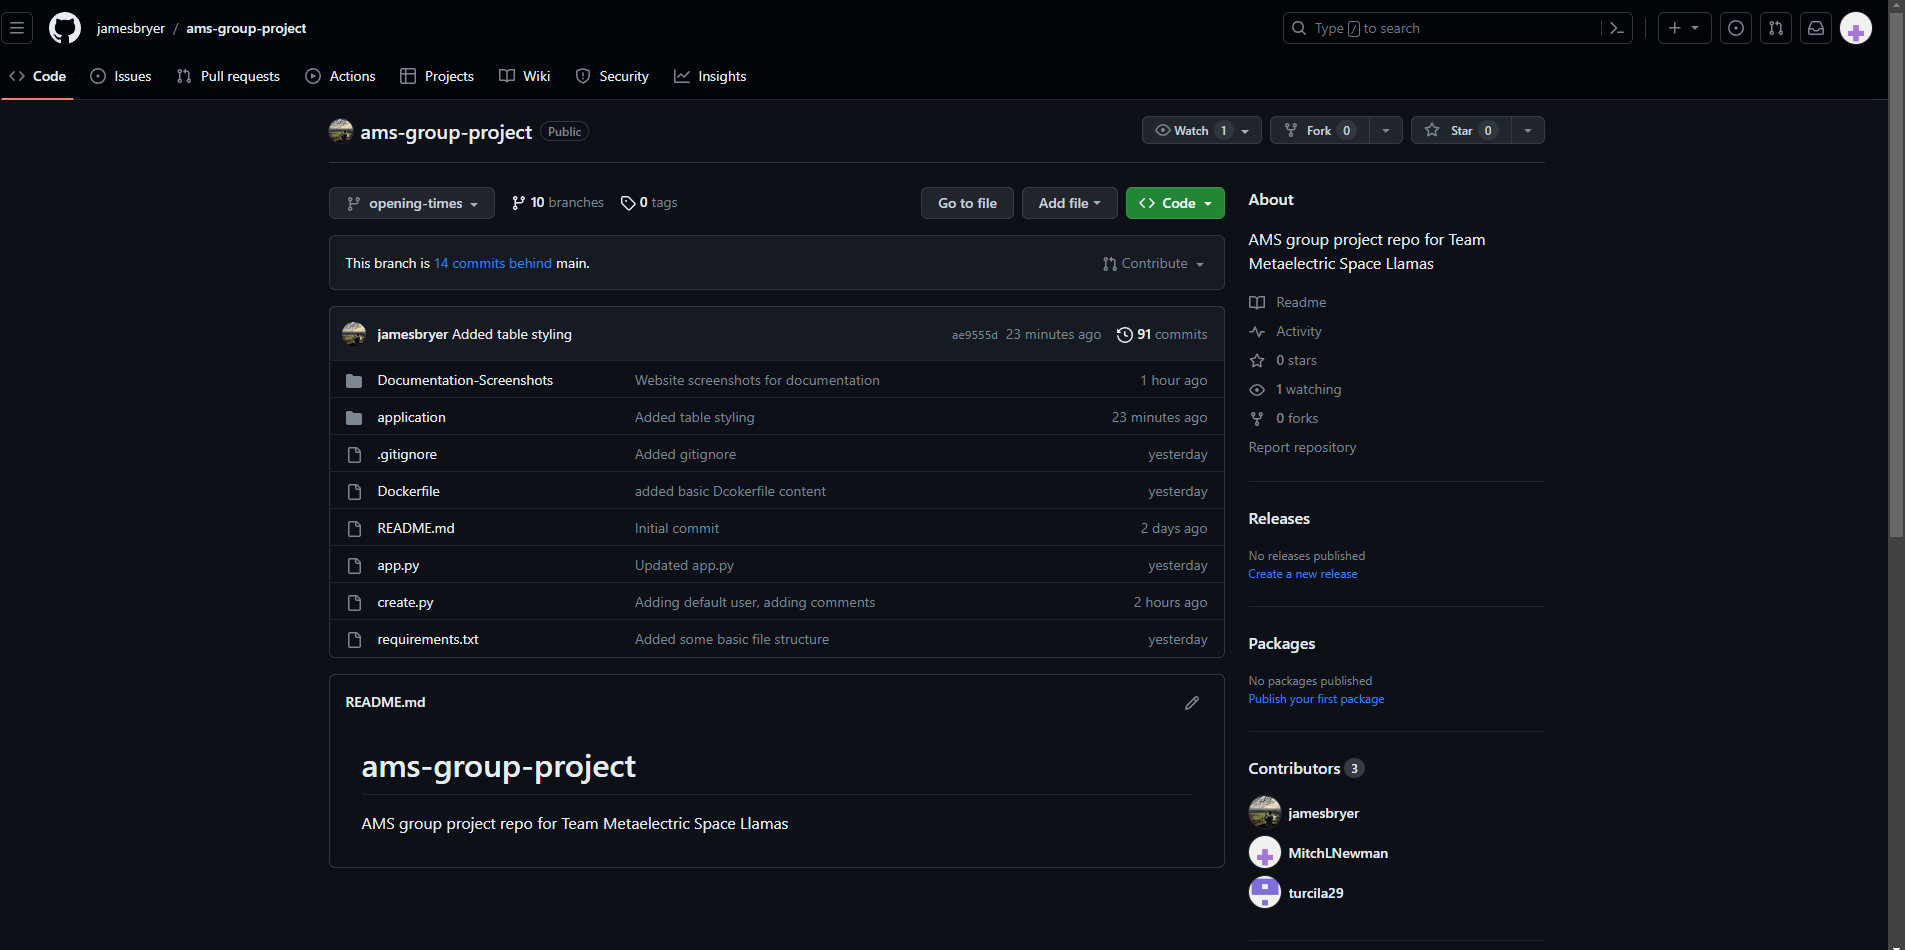 jamesbryer / ams-group-project
Type / to search
Code Issues Pull requests Actions Projects Wiki Security Insights
ams-group-project Public
Watch 1 Fork 0 Star 0
opening-times 10 branches 0 tags Go to file Add file Code
This branch is 14 commits behind main. Contribute
jamesbryer Added table styling ae9555d 23 minutes ago 91 commits
Documentation-Screenshots Website screenshots for documentation 1 hour ago
application Added table styling 23 minutes ago
.gitignore Added gitignore yesterday
Dockerfile added basic Dcokerfile content yesterday
README.md Initial commit 2 days ago
app.py Updated app.py yesterday
create.py Adding default user, adding comments 2 hours ago
requirements.txt Added some basic file structure yesterday
README.md
ams-group-project
AMS group project repo for Team Metaelectric Space Llamas
About
AMS group project repo for Team
Metaelectric Space Llamas
Readme
Activity
0 stars
1 watching
0 forks
Report repository
Releases
No releases published
Create a new release
Packages
No packages published
Publish your first package
Contributors 3
jamesbryer
MitchLNewman
turcila29